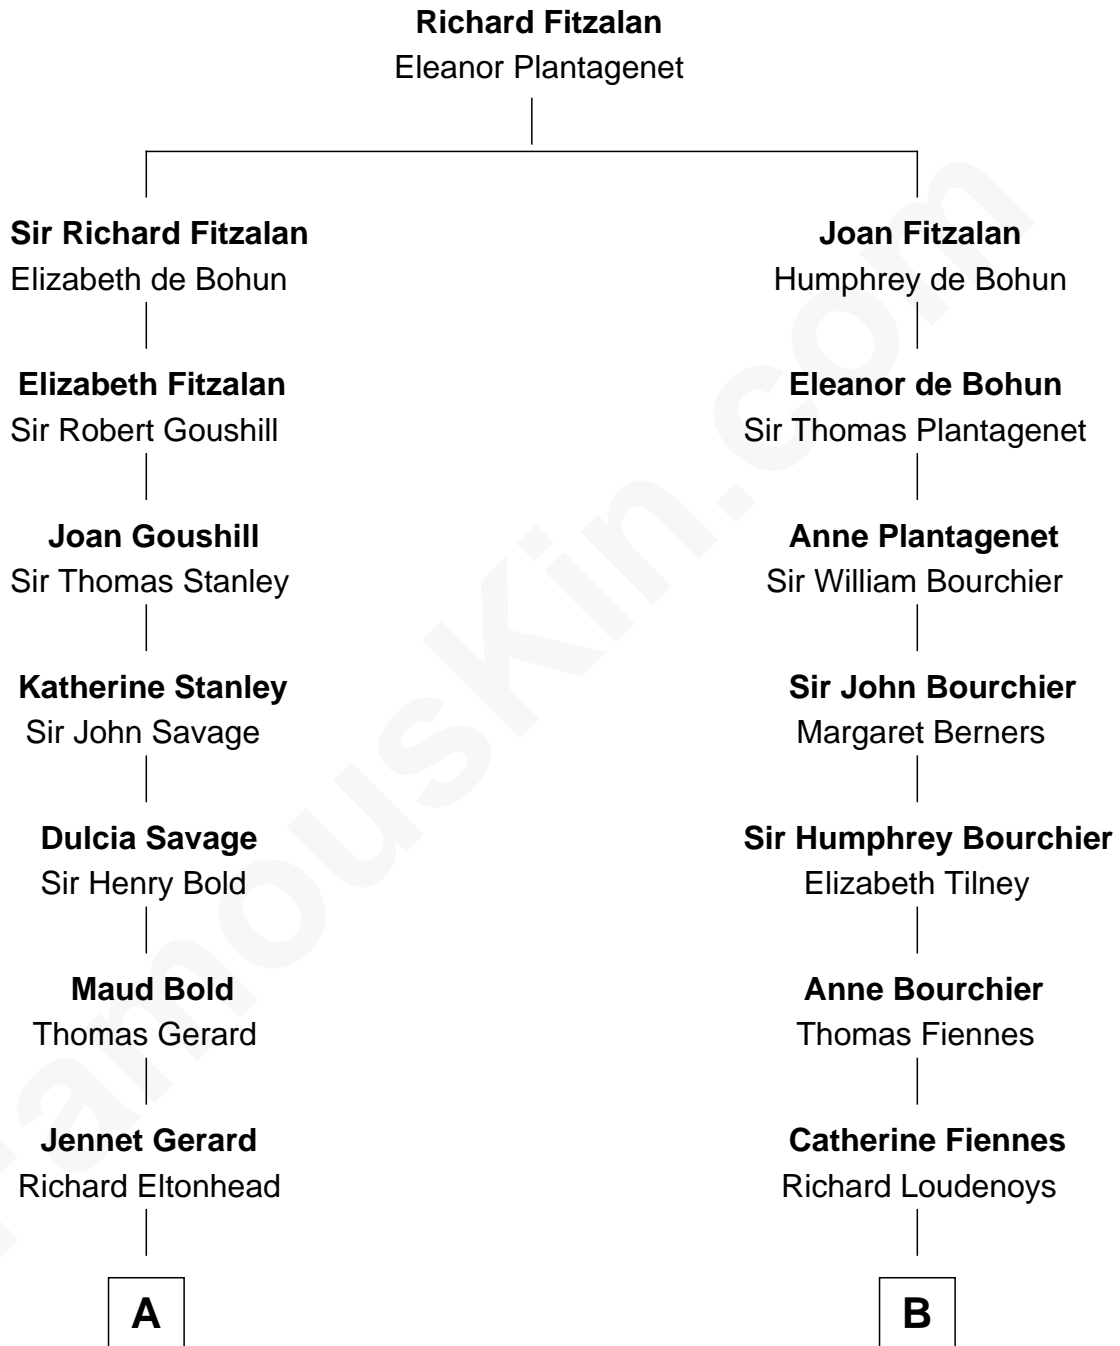 Richard Fitzalan
Eleanor Plantagenet
Sir Richard Fitzalan
Elizabeth de Bohun
Elizabeth Fitzalan
Sir Robert Goushill
Joan Goushill
Sir Thomas Stanley
Katherine Stanley
Sir John Savage
Dulcia Savage
Sir Henry Bold
Maud Bold
Thomas Gerard
Jennet Gerard
Richard Eltonhead
A
Joan Fitzalan
Humphrey de Bohun
Eleanor de Bohun
Sir Thomas Plantagenet
Anne Plantagenet
Sir William Bourchier
Sir John Bourchier
Margaret Berners
Sir Humphrey Bourchier
Elizabeth Tilney
Anne Bourchier
Thomas Fiennes
Catherine Fiennes
Richard Loudenoys
B
FamousKin.com